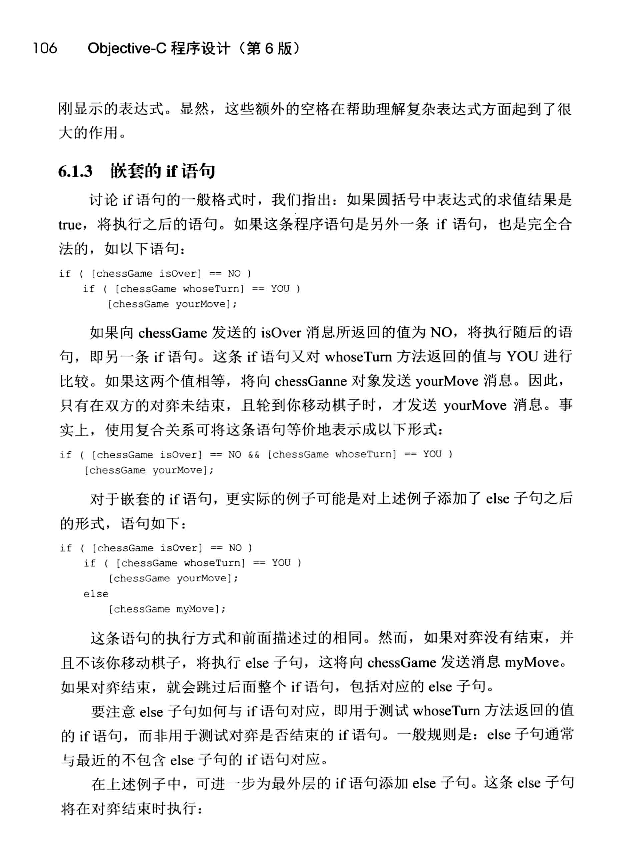 106 Objective-C 程序设计（第 6 版）
刚显示的表达式。显然，这些额外的空格在帮助理解复杂表达式方面起到了很
大的作用。
6.1.3 嵌套的 if 语句
讨论 if 语句的一般格式时，我们指出：如果圆括号中表达式的求值结果是
true，将执行之后的语句。如果这条程序语句是另外一条 if 语句，也是完全合
法的，如以下语句：
if ( [chessGame isOver] == NO )
if ( [chessGame whoseTurn] == YOU )
[chessGame yourMove];
如果向 chessGame 发送的 isOver 消息所返回的值为 NO，将执行随后的语
句，即另一条 if 语句。这条 if 语句又对 whoseTurn 方法返回的值与 YOU 进行
比较。如果这两个值相等，将向 chessGanne 对象发送 yourMove 消息。因此，
只有在双方的对弈未结束，且轮到你移动棋子时，才发送 yourMove 消息。事
实上，使用复合关系可将这条语句等价地表示成以下形式：
if ( [chessGame isOver] == NO && [chessGame whoseTurn] == YOU )
[chessGame yourMove];
对于嵌套的 if 语句，更实际的例子可能是对上述例子添加了 else 子句之后
的形式，语句如下：
if ( [chessGame isOver] == NO )
if ( [chessGame whoseTurn] == YOU )
[chessGame yourMove];
else
[chessGame myMove];
这条语句的执行方式和前面描述过的相同。然而，如果对弈没有结束，并
且不该你移动棋子，将执行 else 子句，这将向 chessGame 发送消息 myMove。
如果对弈结束，就会跳过后面整个 if 语句，包括对应的 else 子句。
要注意 else 子句如何与 if 语句对应，即用于测试 whoseTurn 方法返回的值
的 if 语句，而非用于测试对弈是否结束的 if 语句。一般规则是：else 子句通常
与最近的不包含 else 子句的 if 语句对应。
在上述例子中，可进一步为最外层的 if 语句添加 else 子句。这条 else 子句
将在对弈结束时执行：